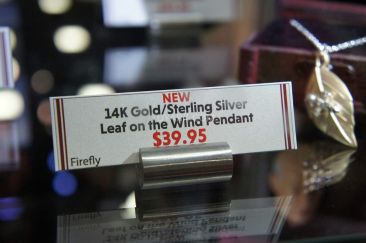 NEW
14K Gold/Sterling Silver
Leaf on the Wind Pendant
$39.95
Firefly